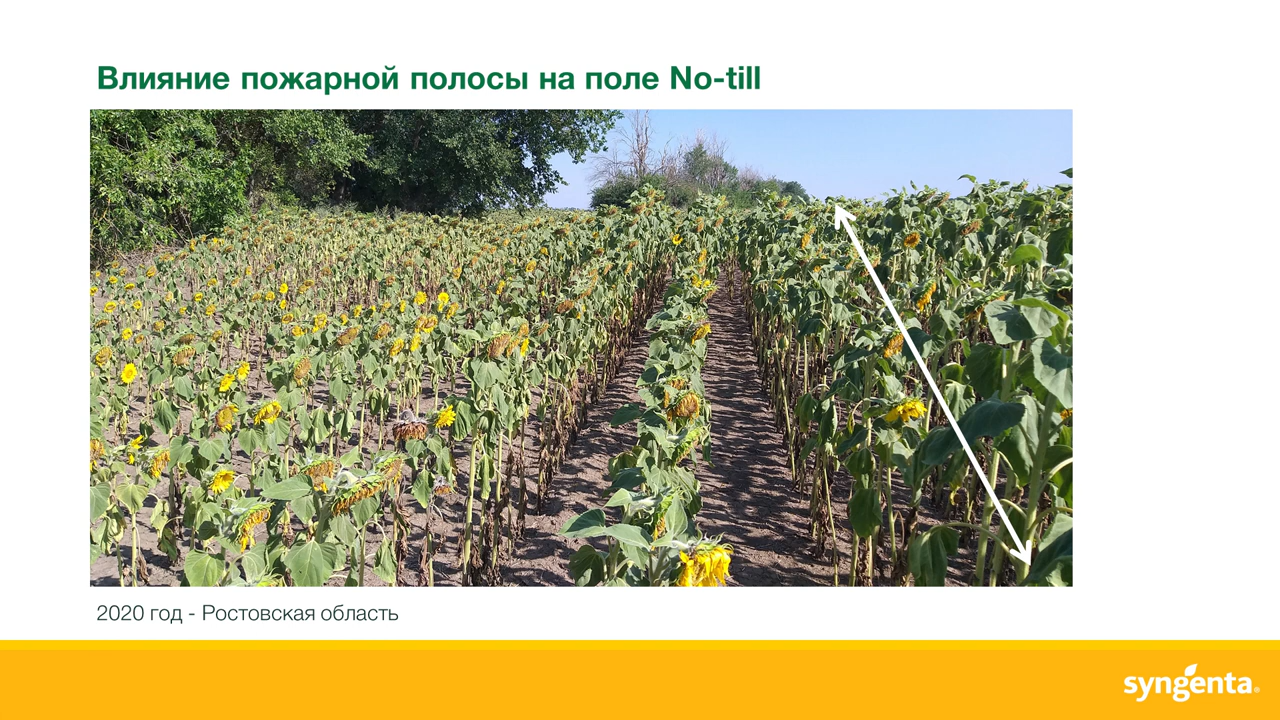 Влияние пожарной полосы на поле No-till
2020 год - Ростовская область
syngenta